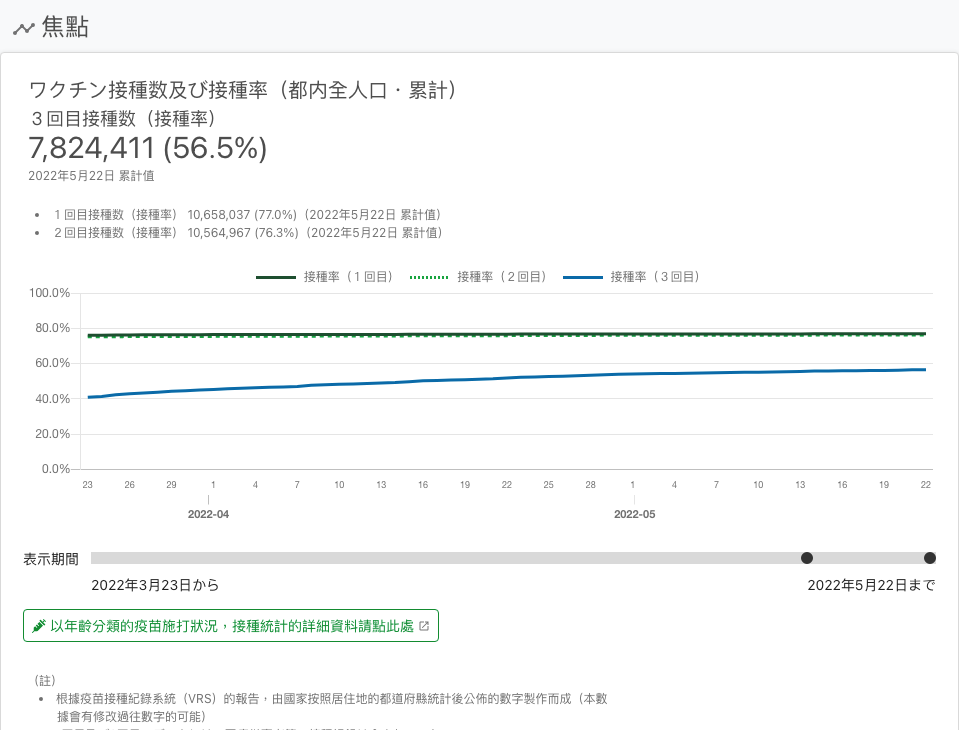 焦點
ワクチン接種数及び接種率（都内全人口・累計）
３回目接種数（接種率）
7,824,411 (56.5%)
2022年5月22日 累計值
• １回目接種数（接種率） 10,658,037 (77.0%)（2022年5月22日 累計值）
• ２回目接種数（接種率） 10,564,967 (76.3%)（2022年5月22日 累計值）
接種率（１回目） 接種率（２回目） 接種率（３回目）
100.0%
80.0%
60.0%
40.0%
20.0%
0.0%
23 26 29 1 4 7 10 13 16 19 22 25 28 1 4 7 10 13 16 19 22
2022-04 2022-05
表示期間
2022年3月23日から 2022年5月22日まで
以年齡分類的疫苗施打狀況，接種統計的詳細資料請點此處
（註）
• 根據疫苗接種紀錄系統（VRS）的報告，由國家按照居住地的都道府縣統計後公佈的數字製作而成（本數
據會有修改過往數字的可能）